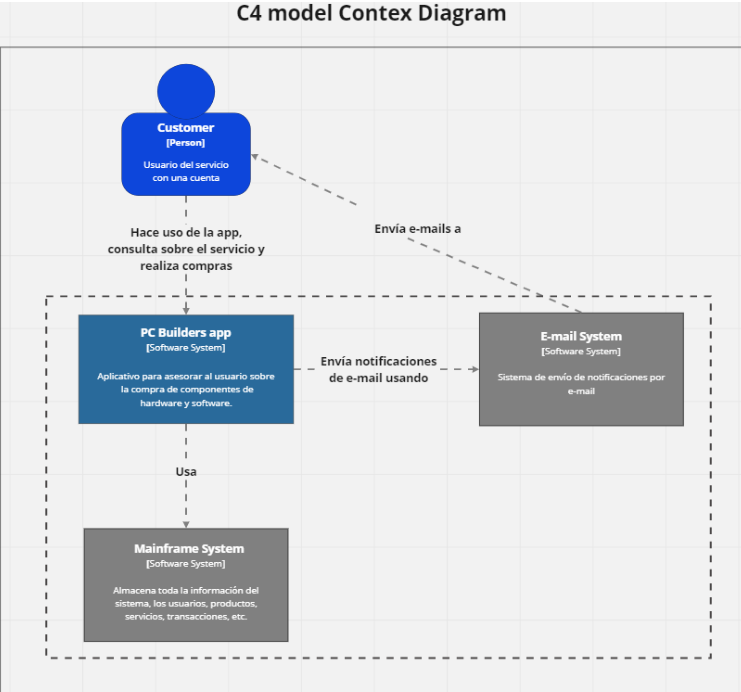 C4 model Contex Diagram
Customer
[Person]
Usuario del servicio
con una cuenta
Envía e-mails a
Hace uso de la app,
consulta sobre el servicio y
realiza compras
PC Builders app
[Software System]
Aplicativo para asesorar al usuario sobre
la compra de componentes de
hardware y software.
Envía notificaciones
de e-mail usando
E-mail System
[Software System]
Sistema de envío de notificaciones por
e-mail
Usa
Mainframe System
[Software System]
Almacena toda la información del
sistema, los usuarios, productos,
servicios, transacciones, etc.